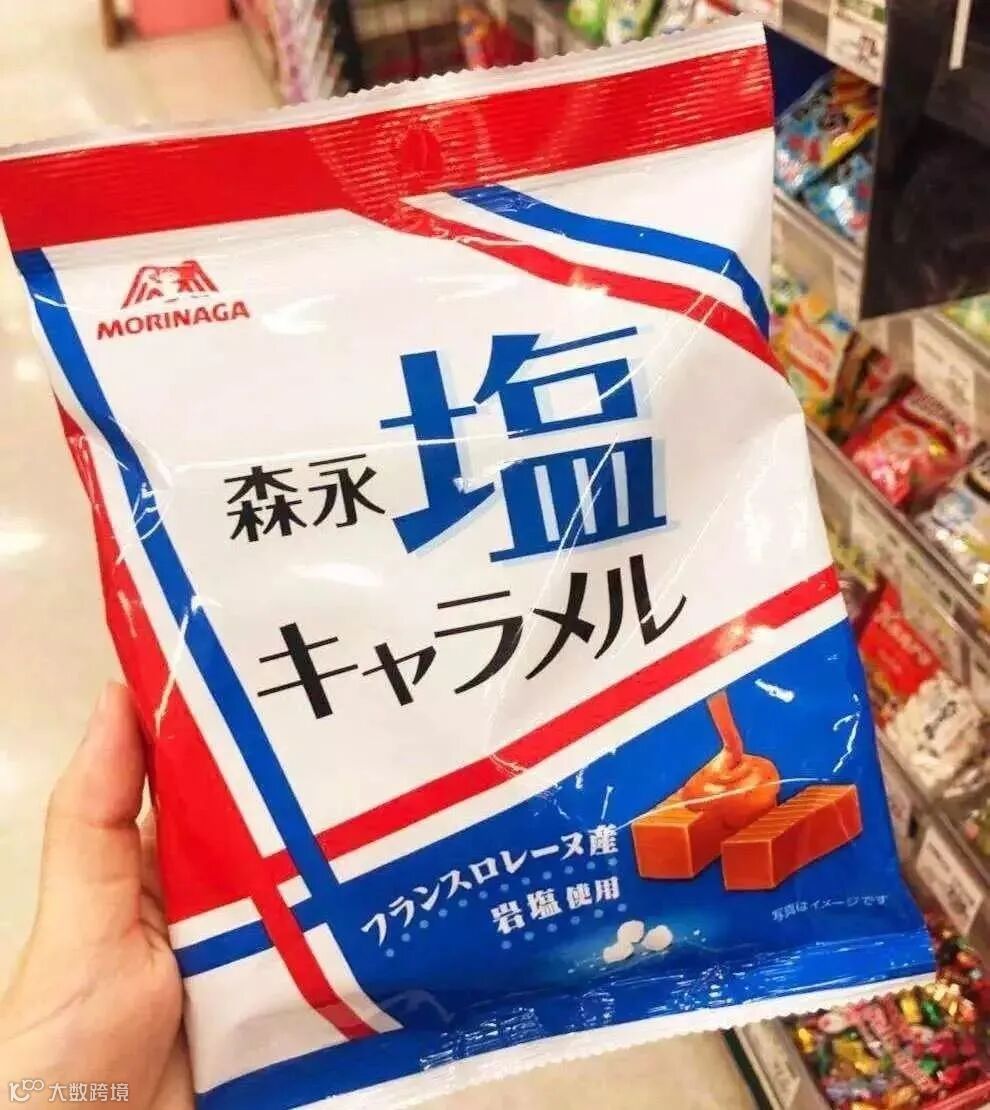 MORINAGA
森永 塩
キャラメル
フランスロレーヌ産
岩塩使用
写真はイメージです
大数跨境